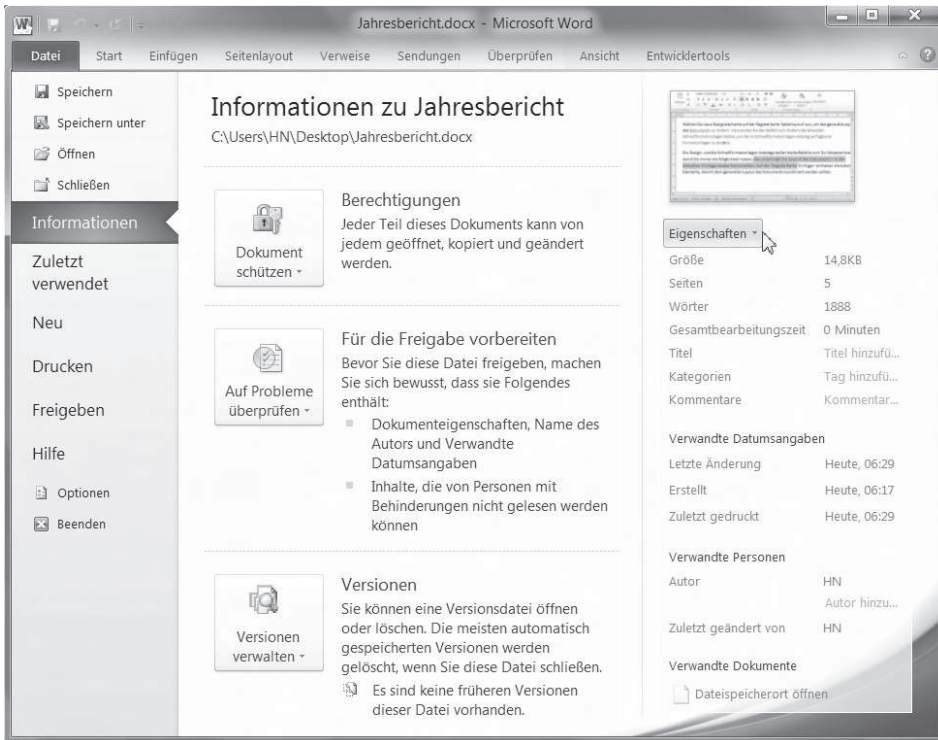 Jahresbericht.docx - Microsoft Word
Datei Start Einfügen Seitenlayout Verweise Sendungen Überprüfen Ansicht Entwicklertools
Speichern
Speichern unter
Öffnen
Schließen
Informationen
Zuletzt
verwendet
Neu
Drucken
Freigeben
Hilfe
Optionen
Beenden
Informationen zu Jahresbericht
C:\Users\HN\Desktop\Jahresbericht.docx
Dokument
schützen
Berechtigungen
Jeder Teil dieses Dokuments kann von
jedem geöffnet, kopiert und geändert
werden.
Auf Probleme
überprüfen
Für die Freigabe vorbereiten
Bevor Sie diese Datei freigeben, machen
Sie sich bewusst, dass sie Folgendes
enthält:
Dokumenteigenschaften, Name des
Autors und Verwandte
Datumsangaben
Inhalte, die von Personen mit
Behinderungen nicht gelesen werden
können
Versionen
verwalten
Versionen
Sie können eine Versionsdatei öffnen
oder löschen. Die meisten automatisch
gespeicherten Versionen werden
gelöscht, wenn Sie diese Datei schließen.
Es sind keine früheren Versionen
dieser Datei vorhanden.
Eigenschaften
Größe 14,8KB
Seiten 5
Wörter 1888
Gesamtbearbeitungszeit 0 Minuten
Titel Titel hinzufü...
Kategorien Tag hinzufü...
Kommentare Kommentar...
Verwandte Datumsangaben
Letzte Änderung Heute, 06:29
Erstellt Heute, 06:17
Zuletzt gedruckt Heute, 06:29
Verwandte Personen
Autor HN
Autor hinzu...
Zuletzt geändert von HN
Verwandte Dokumente
Dateispeicherort öffnen